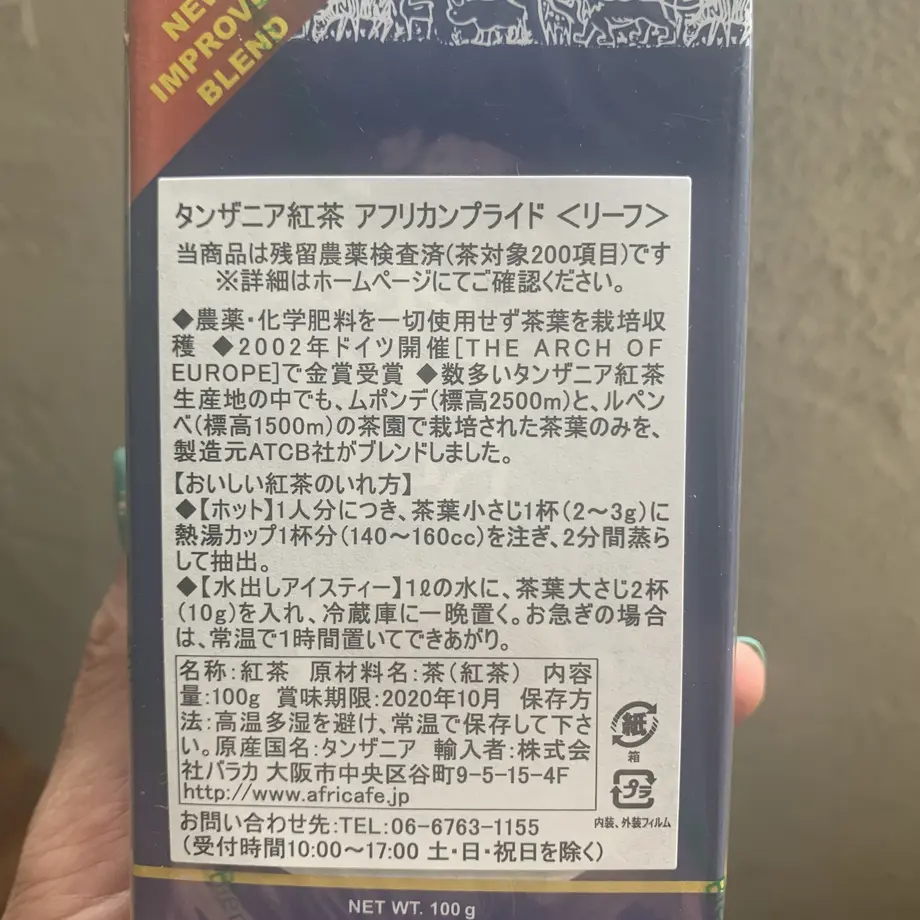 NEW
IMPROVED
BLEND
タンザニア紅茶 アフリカンプライド <リーフ>
当商品は残留農薬検査済(茶対象200項目)です
※詳細はホームページにてご確認ください。
◆農薬・化学肥料を一切使用せず茶葉を栽培収
穫 ◆2002年ドイツ開催[THE ARCH OF
EUROPE]で金賞受賞 ◆数多いタンザニア紅茶
生産地の中でも、ムポンデ(標高2500m)と、ルペン
ベ(標高1500m)の茶園で栽培された茶葉のみを、
製造元ATCB社がブレンドしました。
【おいしい紅茶のいれ方】
◆【ホット】1人分につき、茶葉小さじ1杯(2～3g)に
熱湯カップ1杯分(140～160cc)を注ぎ、2分間蒸ら
して抽出。
◆【水出しアイスティー】1ℓの水に、茶葉大さじ2杯
(10g)を入れ、冷蔵庫に一晩置く。お急ぎの場合
は、常温で1時間置いてできあがり。
名称:紅茶 原材料名:茶(紅茶) 内容
量:100g 賞味期限:2020年10月 保存方
法:高温多湿を避け、常温で保存して下さ
い。原産国名:タンザニア 輸入者:株式会
社バラカ 大阪市中央区谷町9-5-15-4F
http://www.africafe.jp
紙
箱
プラ
内装、外装フィルム
お問い合わせ先:TEL:06-6763-1155
(受付時間10:00～17:00 土・日・祝日を除く)
NET WT. 100 g